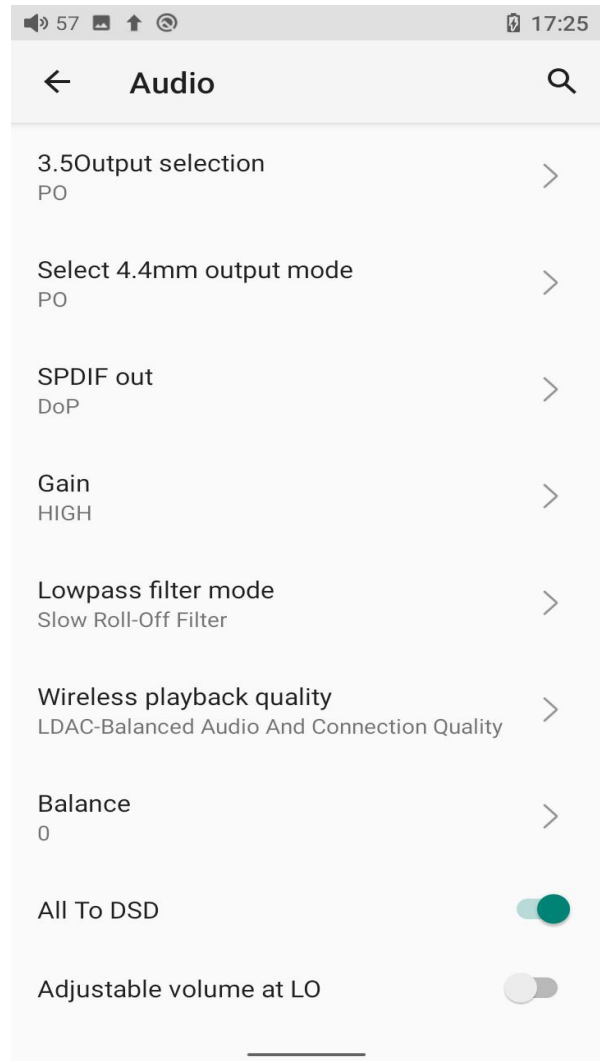 57 17:25
Audio
3.5Output selection
PO
Select 4.4mm output mode
PO
SPDIF out
DoP
Gain
HIGH
Lowpass filter mode
Slow Roll-Off Filter
Wireless playback quality
LDAC-Balanced Audio And Connection Quality
Balance
0
All To DSD
Adjustable volume at LO